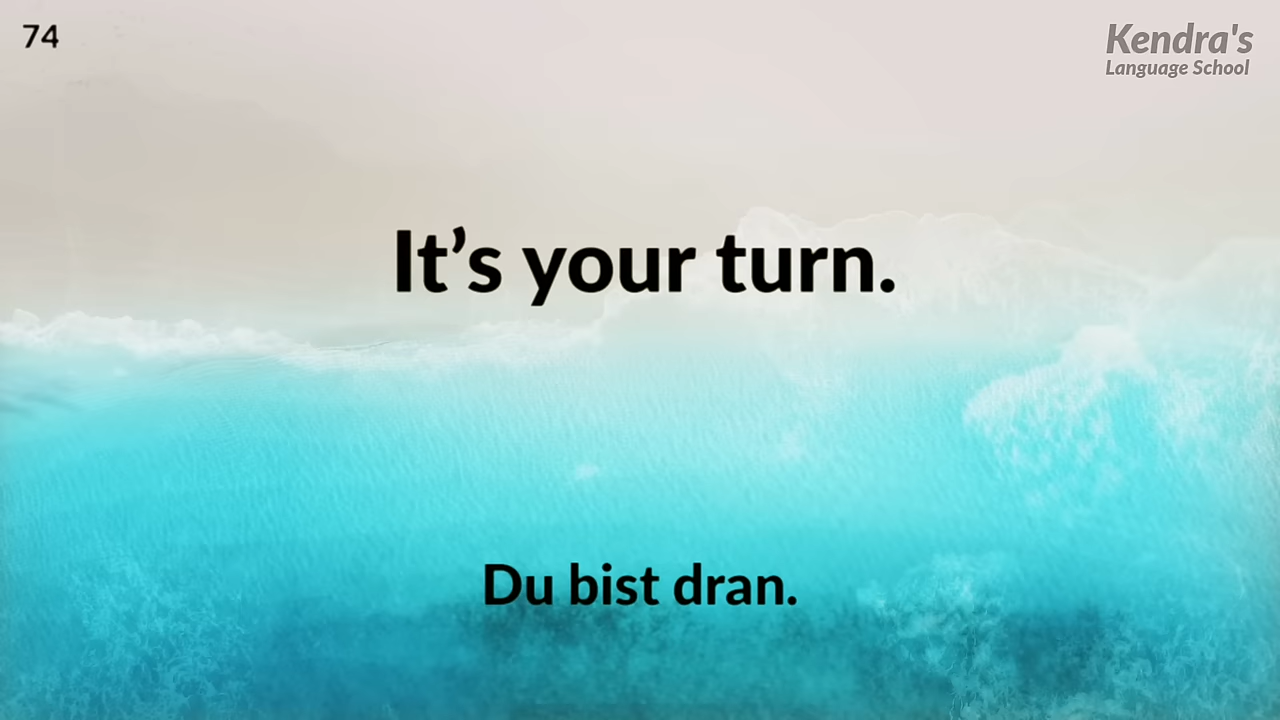 74
Kendra's
Language School
It’s your turn.
Du bist dran.